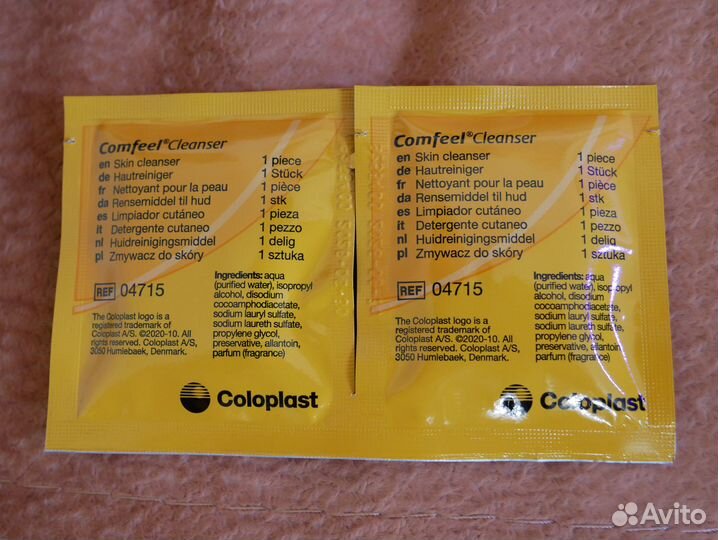 Comfeel®Cleanser
en Skin cleanser 1 piece
de Hautreiniger 1 Stück
fr Nettoyant pour la peau 1 pièce
da Rensemiddel til hud 1 stk
es Limpiador cutáneo 1 pieza
it Detergente cutaneo 1 pezzo
nl Huidreinigingsmiddel 1 delig
pl Zmywacz do skóry 1 sztuka
REF 04715
Ingredients: aqua
(purified water), isopropyl
alcohol, disodium
cocoamphodiacetate,
sodium lauryl sulfate,
sodium laureth sulfate,
propylene glycol,
preservative, allantoin,
parfum (fragrance)
The Coloplast logo is a
registered trademark of
Coloplast A/S. ©2020-10. All
rights reserved. Coloplast A/S,
3050 Humlebaek, Denmark.
Coloplast
Comfeel®Cleanser
en Skin cleanser 1 piece
de Hautreiniger 1 Stück
fr Nettoyant pour la peau 1 pièce
da Rensemiddel til hud 1 stk
es Limpiador cutáneo 1 pieza
it Detergente cutaneo 1 pezzo
nl Huidreinigingsmiddel 1 delig
pl Zmywacz do skóry 1 sztuka
REF 04715
Ingredients: aqua
(purified water), isopropyl
alcohol, disodium
cocoamphodiacetate,
sodium lauryl sulfate,
sodium laureth sulfate,
propylene glycol,
preservative, allantoin,
parfum (fragrance)
The Coloplast logo is a
registered trademark of
Coloplast A/S. ©2020-10. All
rights reserved. Coloplast A/S,
3050 Humlebaek, Denmark.
Coloplast
Avito